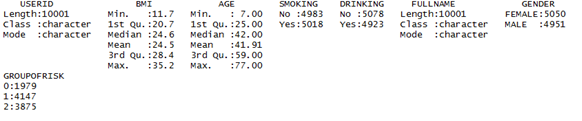 USERID BMI AGE SMOKING DRINKING FULLNAME GENDER
Length:10001 Min. :11.7 Min. : 7.00 No :4983 No :5078 Length:10001 FEMALE:5050
Class :character 1st Qu.:20.7 1st Qu.:25.00 Yes:5018 Yes:4923 Class :character MALE :4951
Mode :character Median :24.6 Median :42.00 Mode :character
Mean :24.5 Mean :41.91
3rd Qu.:28.4 3rd Qu.:59.00
Max. :35.2 Max. :77.00
GROUPOFRISK
0:1979
1:4147
2:3875